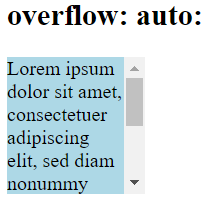 overflow: auto:
Lorem ipsum
dolor sit amet,
consectetuer
adipiscing
elit, sed diam
nonummy